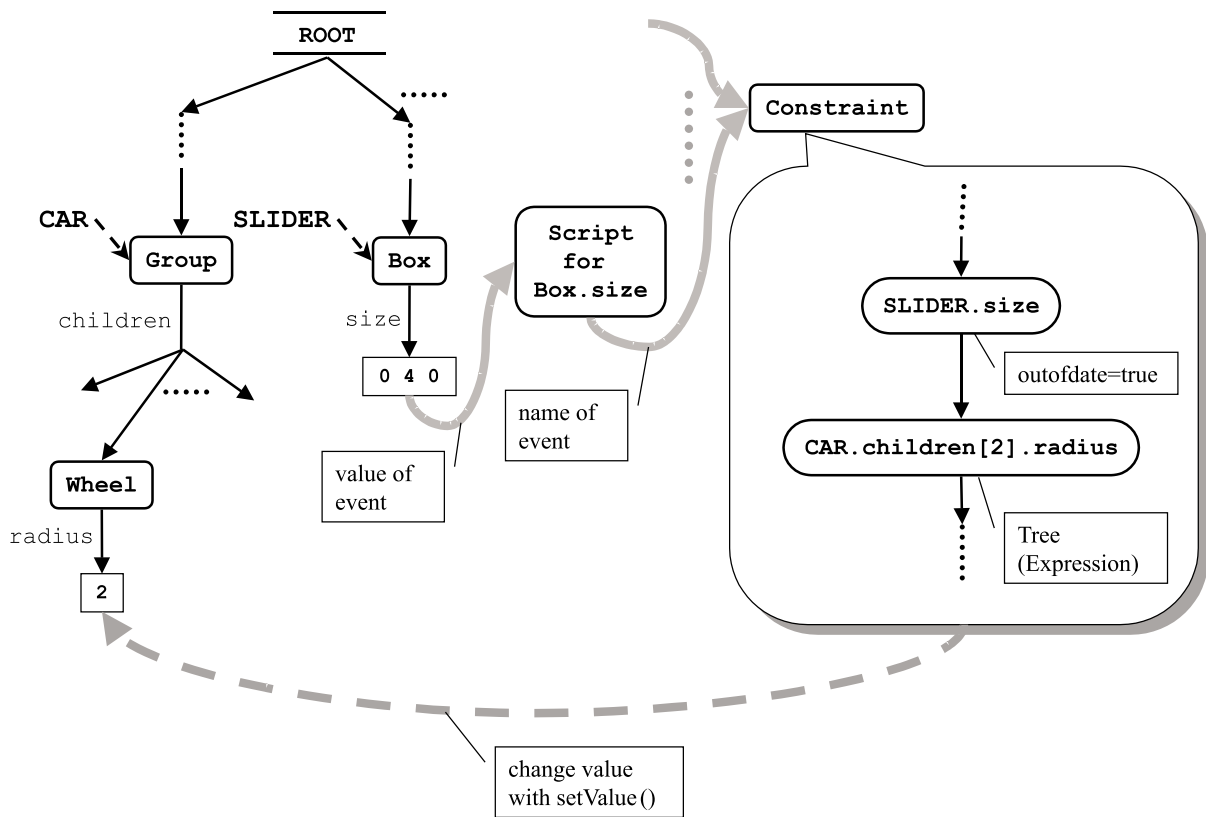 ROOT
Constraint
CAR
SLIDER
Group
Box
Script
for
Box.size
children
size
0 4 0
SLIDER.size
outofdate=true
name of
event
CAR.children[2].radius
value of
event
Wheel
radius
Tree
(Expression)
2
change value
with setValue()